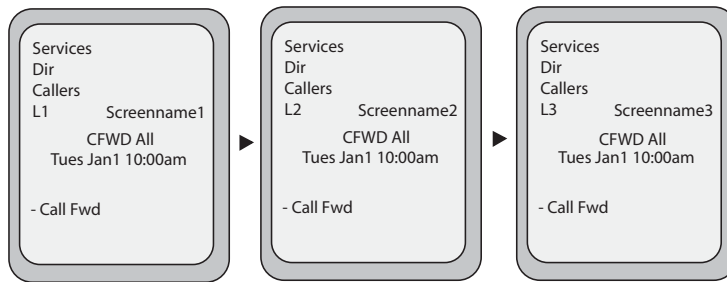 Services
Dir
Callers
L1 Screenname1
CFWD All
Tues Jan1 10:00am
- Call Fwd
Services
Dir
Callers
L2 Screenname2
CFWD All
Tues Jan1 10:00am
- Call Fwd
Services
Dir
Callers
L3 Screenname3
CFWD All
Tues Jan1 10:00am
- Call Fwd